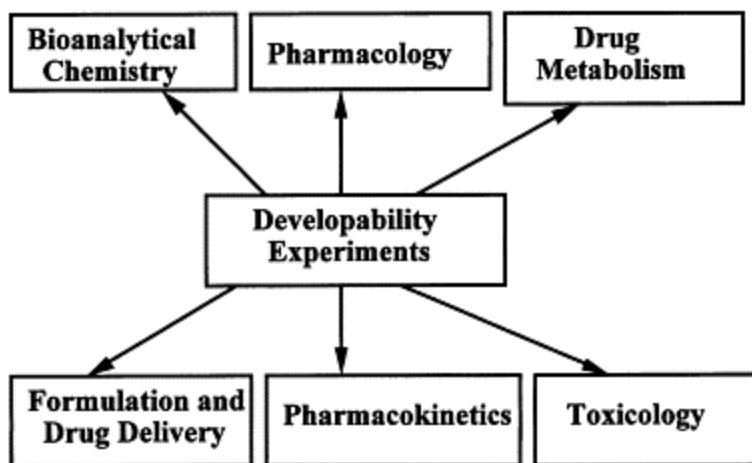 Bioanalytical
Chemistry
Pharmacology
Drug
Metabolism
Developability
Experiments
Formulation and
Drug Delivery
Pharmacokinetics
Toxicology